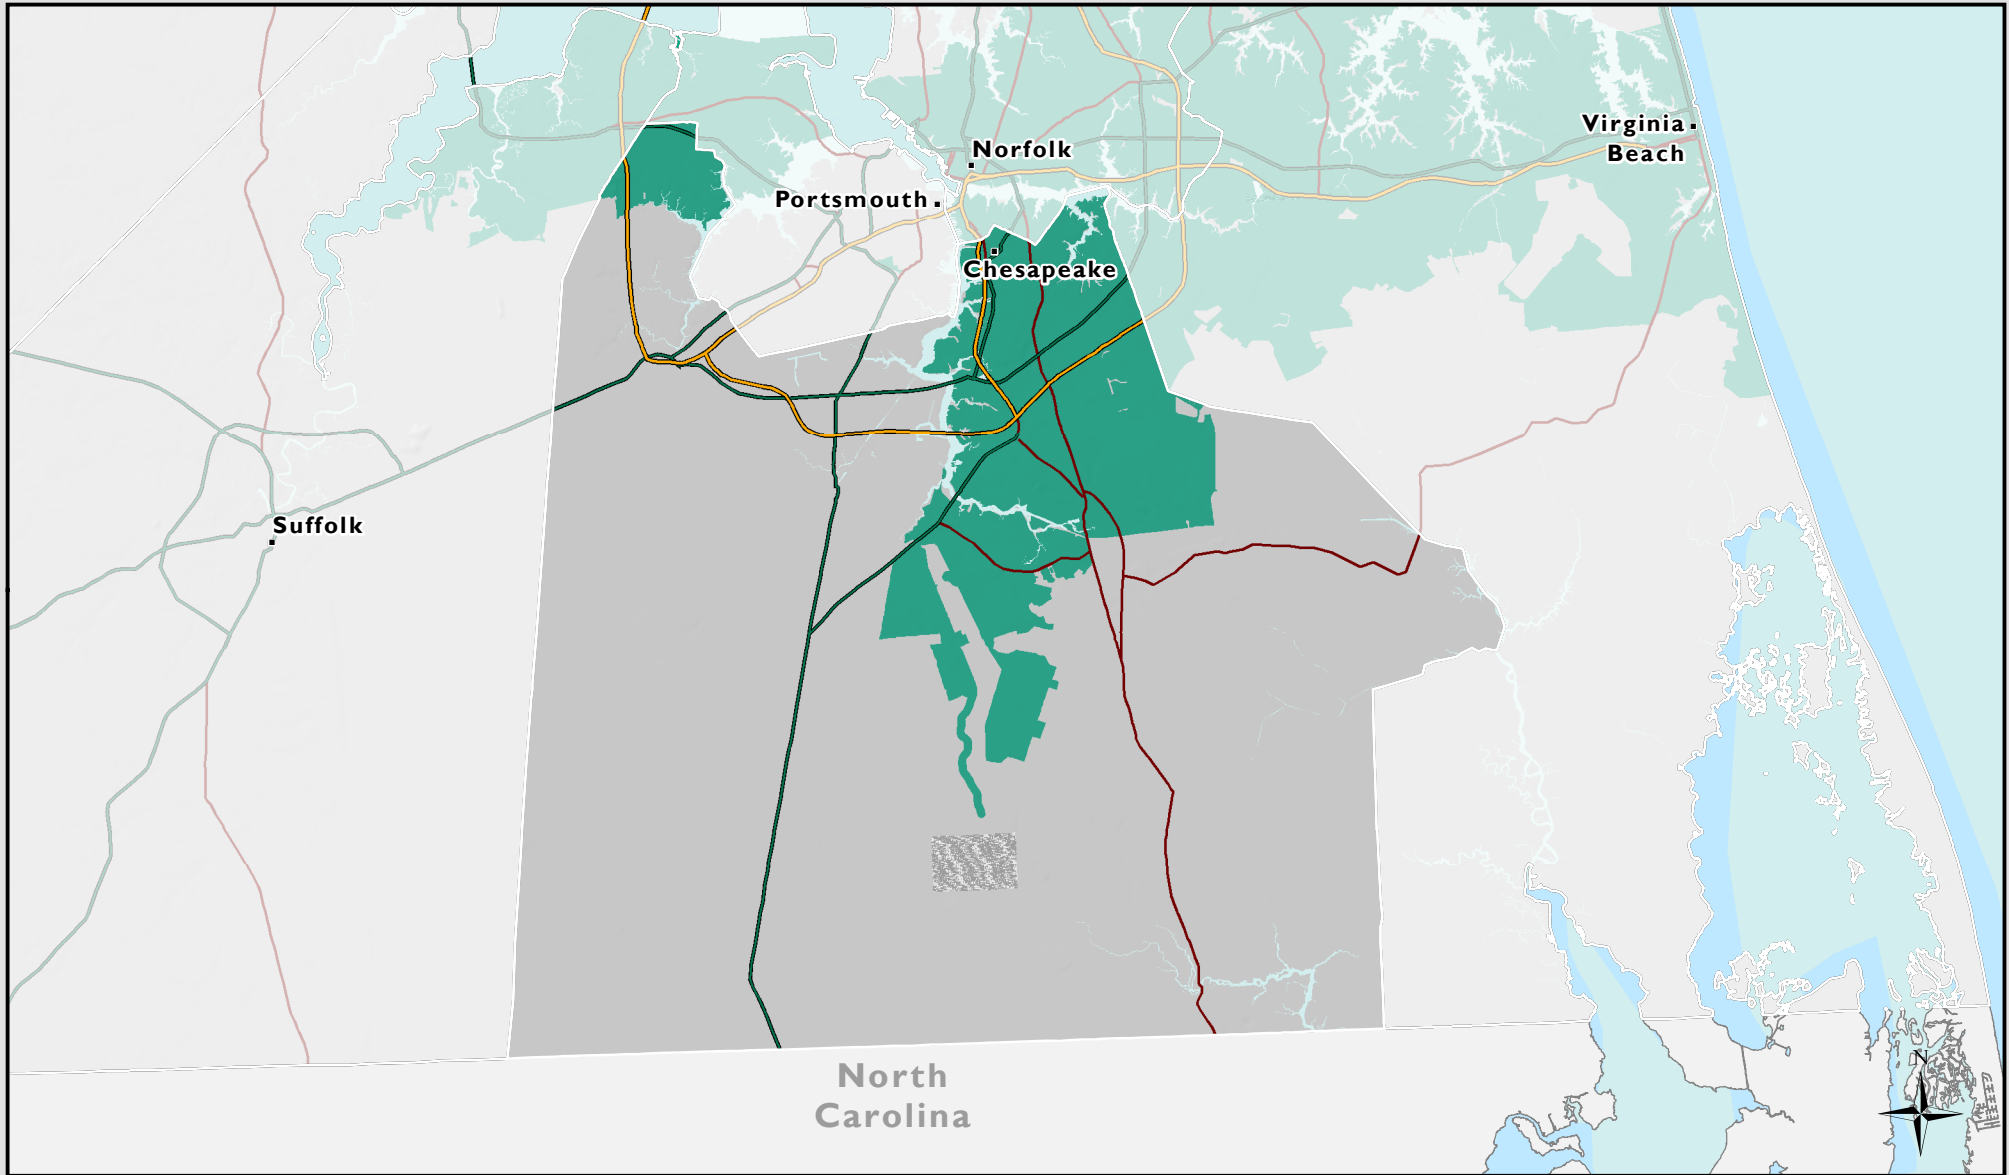 Virginia
Beach
Norfolk
Portsmouth
Chesapeake
Suffolk
North
Carolina
N